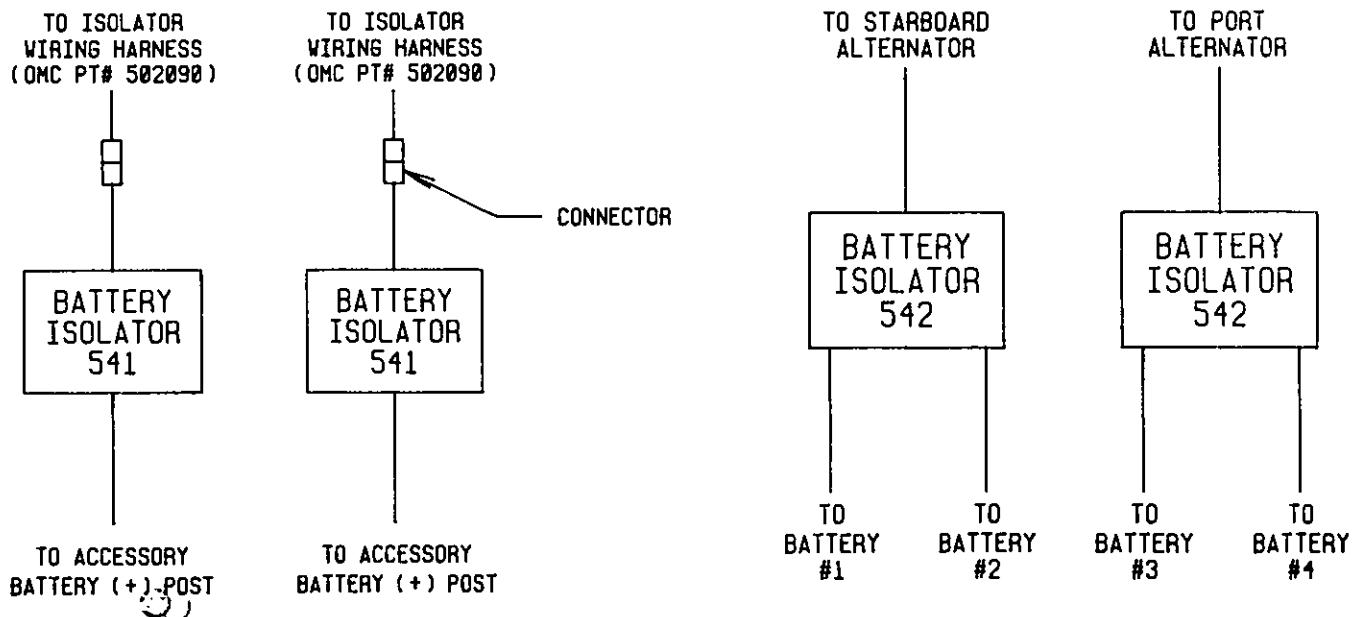 TO ISOLATOR
WIRING HARNESS
(OMC PT# 502090)
TO ISOLATOR
WIRING HARNESS
(OMC PT# 502090)
TO STARBOARD
ALTERNATOR
TO PORT
ALTERNATOR
CONNECTOR
BATTERY
ISOLATOR
541
BATTERY
ISOLATOR
541
BATTERY
ISOLATOR
542
BATTERY
ISOLATOR
542
TO ACCESSORY
BATTERY (+) POST
TO ACCESSORY
BATTERY (+) POST
TO
BATTERY
#1
TO
BATTERY
#2
TO
BATTERY
#3
TO
BATTERY
#4